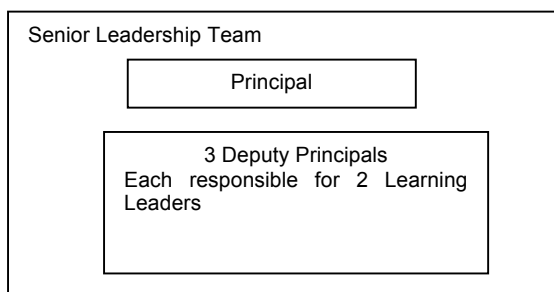 Senior Leadership Team
Principal
3 Deputy Principals
Each responsible for 2 Learning
Leaders